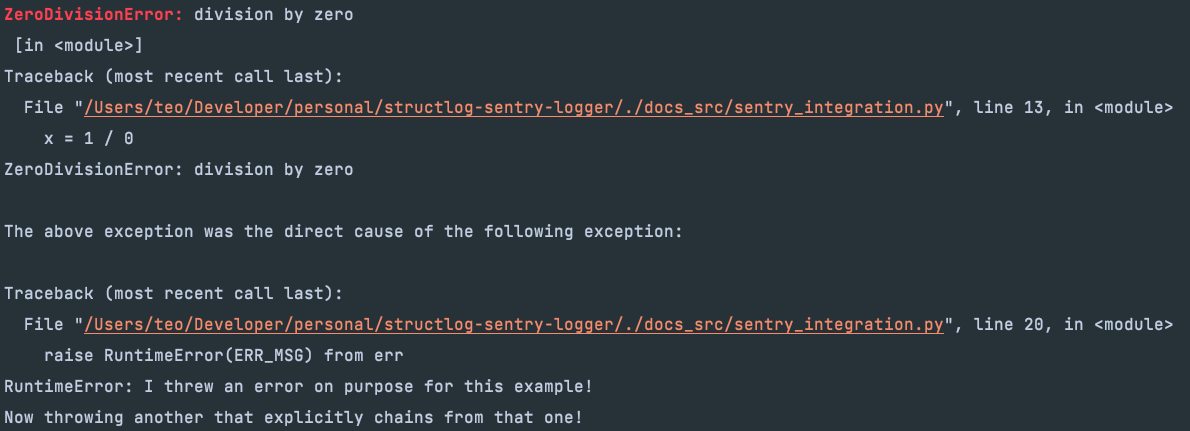 ZeroDivisionError: division by zero
[in <module>]
Traceback (most recent call last):
File "/Users/teo/Developer/personal/structlog-sentry-logger/./docs_src/sentry_integration.py", line 13, in <module>
x = 1 / 0
ZeroDivisionError: division by zero
The above exception was the direct cause of the following exception:
Traceback (most recent call last):
File "/Users/teo/Developer/personal/structlog-sentry-logger/./docs_src/sentry_integration.py", line 20, in <module>
raise RuntimeError(ERR_MSG) from err
RuntimeError: I threw an error on purpose for this example!
Now throwing another that explicitly chains from that one!